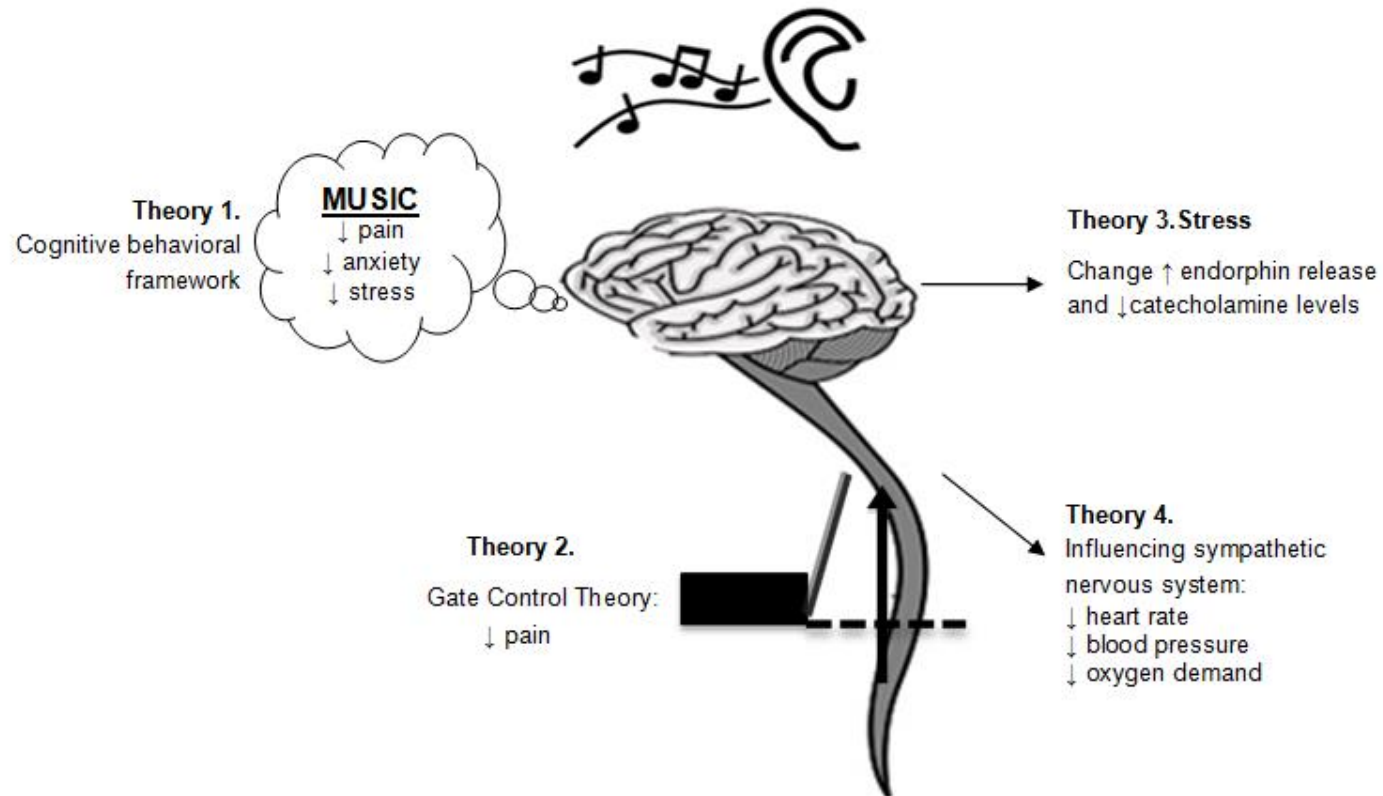 Theory 1.
Cognitive behavioral
framework
MUSIC
↓ pain
↓ anxiety
↓ stress
Theory 3.Stress
Change ↑ endorphin release
and ↓catecholamine levels
Theory 2.
Gate Control Theory:
↓ pain
Theory 4.
Influencing sympathetic
nervous system:
↓ heart rate
↓ blood pressure
↓ oxygen demand